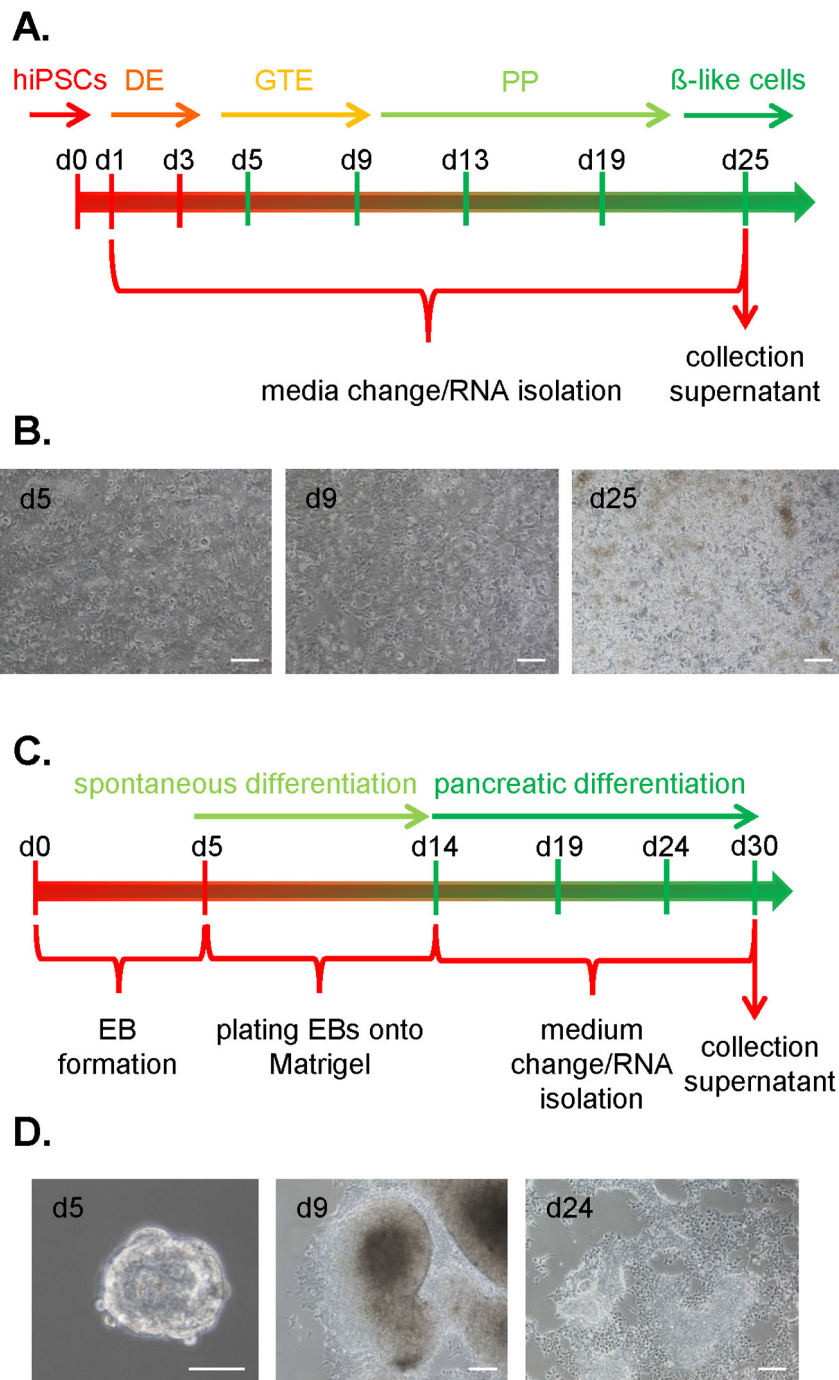 A.
hiPSCs DE GTE PP ß-like cells
d0 d1 d3 d5 d9 d13 d19 d25
media change/RNA isolation
collection
supernatant
B.
d5 d9 d25
C.
spontaneous differentiation pancreatic differentiation
d0 d5 d14 d19 d24 d30
EB
formation
plating EBs onto
Matrigel
medium
change/RNA
isolation
collection
supernatant
D.
d5 d9 d24